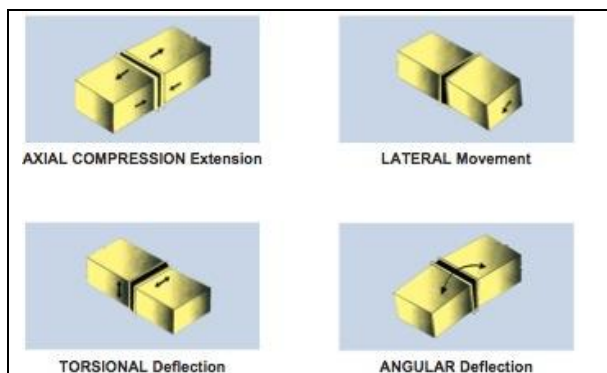 AXIAL COMPRESSION Extension
LATERAL Movement
TORSIONAL Deflection
ANGULAR Deflection